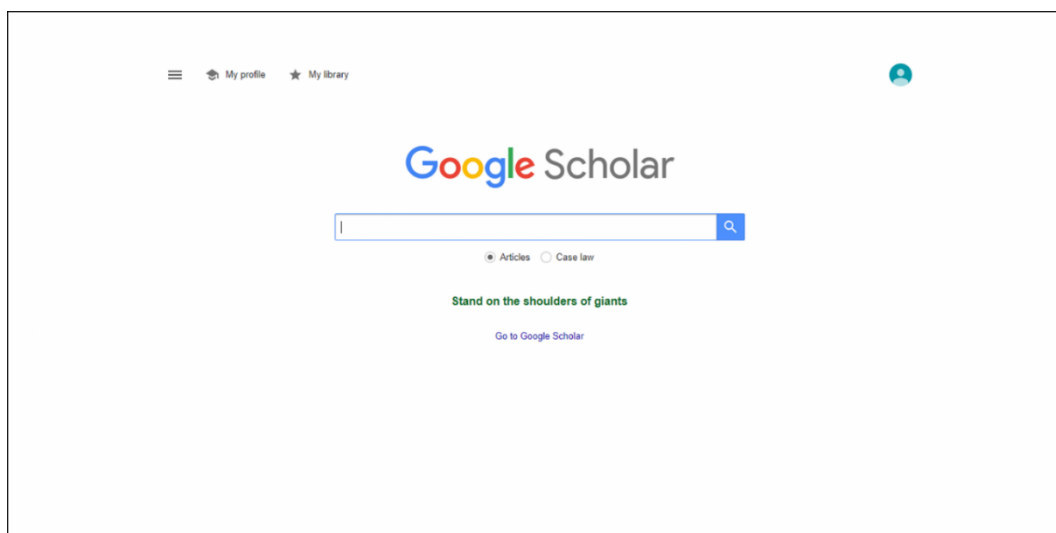 My profile My library
Google Scholar
Articles Case law
Stand on the shoulders of giants
Go to Google Scholar